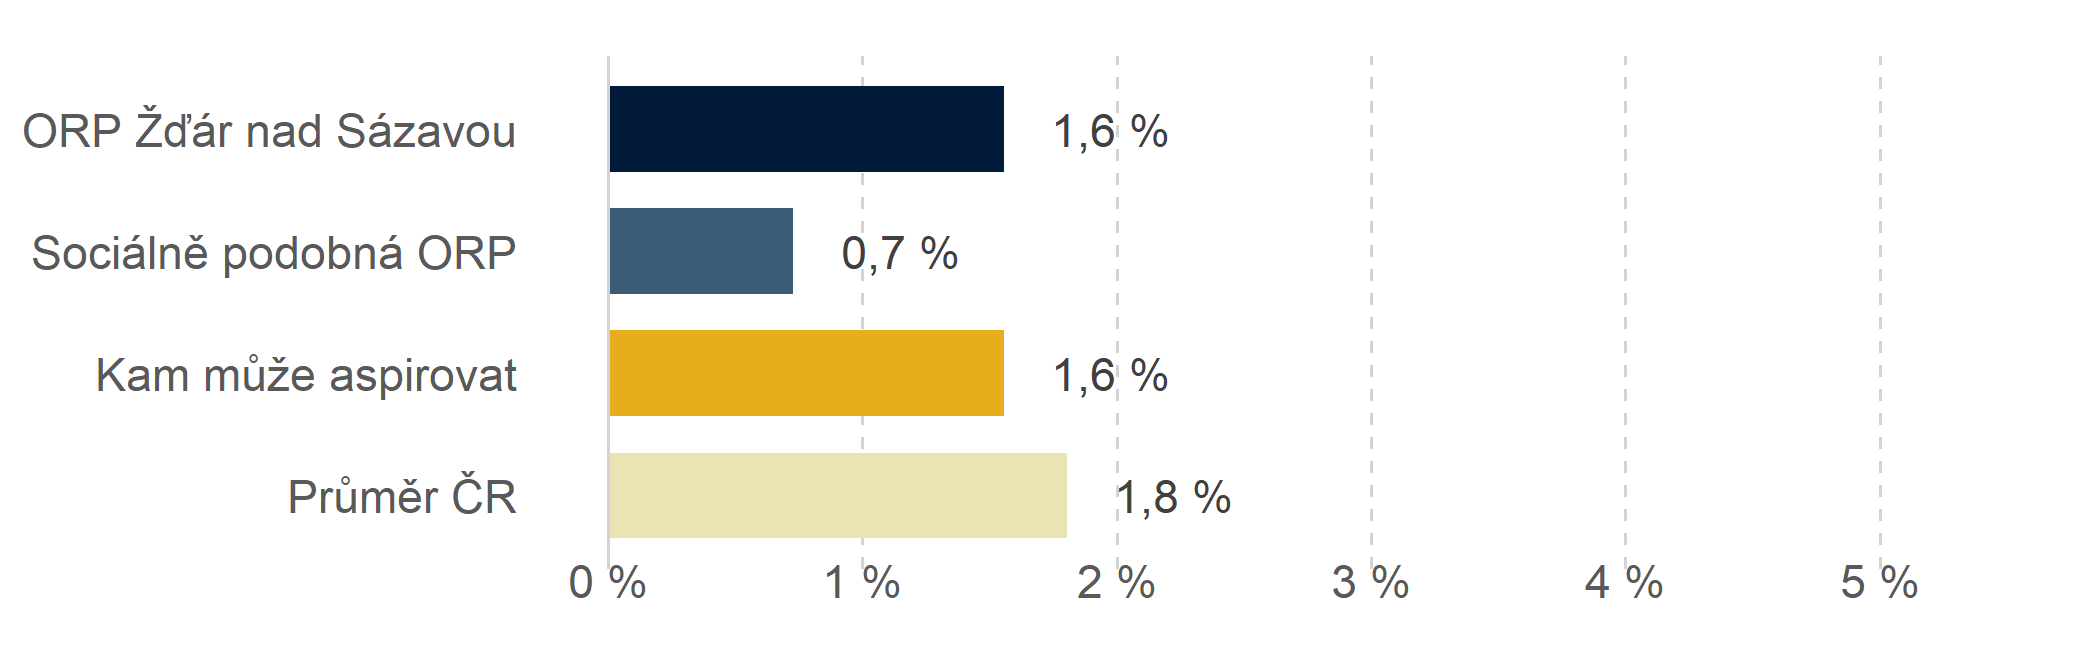 ORP Žďár nad Sázavou
1,6 %
Sociálně podobná ORP
0,7 %
Kam může aspirovat
1,6 %
Průměr ČR
1,8 %
0 % 1 % 2 % 3 % 4 % 5 %